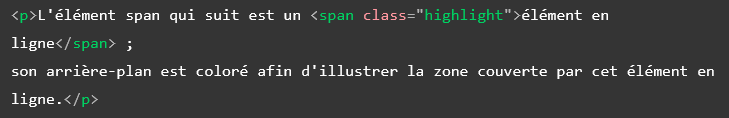 <p>L'élément span qui suit est un <span class="highlight">élément en
ligne</span> ;
son arrière-plan est coloré afin d'illustrer la zone couverte par cet élément en
ligne.</p>